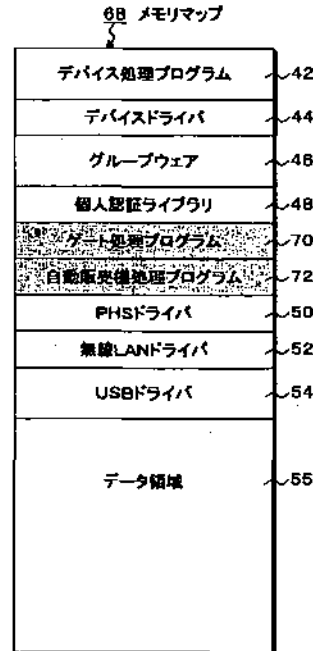 68 メモリマップ
デバイス処理プログラム 42
デバイスドライバ 44
グループウェア 46
個人認証ライブラリ 48
ゲート処理プログラム 70
自動販売機処理プログラム 72
PHSドライバ 50
無線LANドライバ 52
USBドライバ 54
データ領域 55